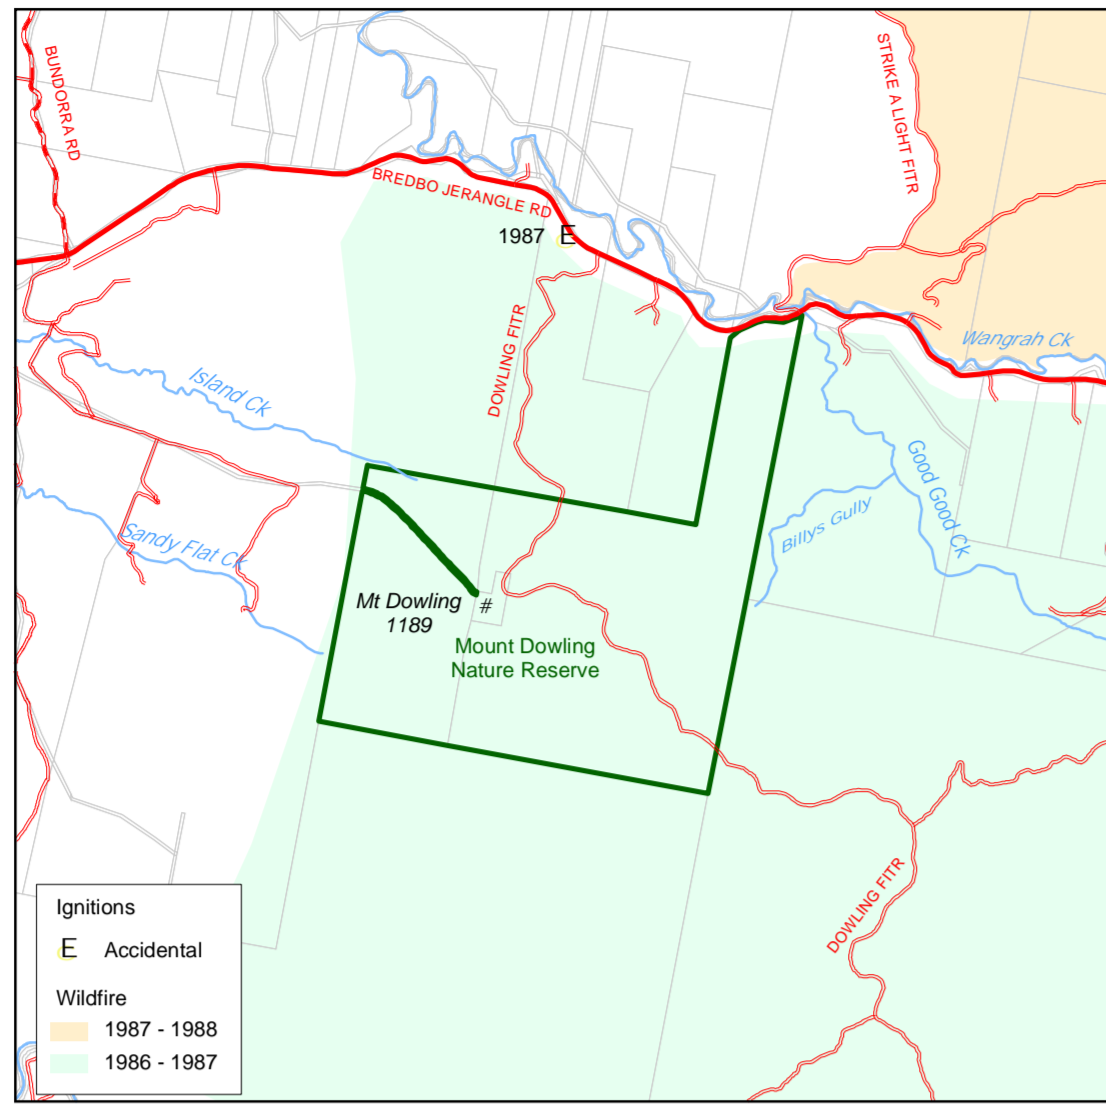 BUNDORRA RD
STRIKE A LIGHT FITR
BREDBO JERANGLE RD
1987 E
DOWLING FITR
Wangrah Ck
Island Ck
Good Good Ck
Billys Gully
Sandy Flat Ck
Mt Dowling
1189
#
Mount Dowling
Nature Reserve
DOWLING FITR
Ignitions
E Accidental
Wildfire
1987 - 1988
1986 - 1987